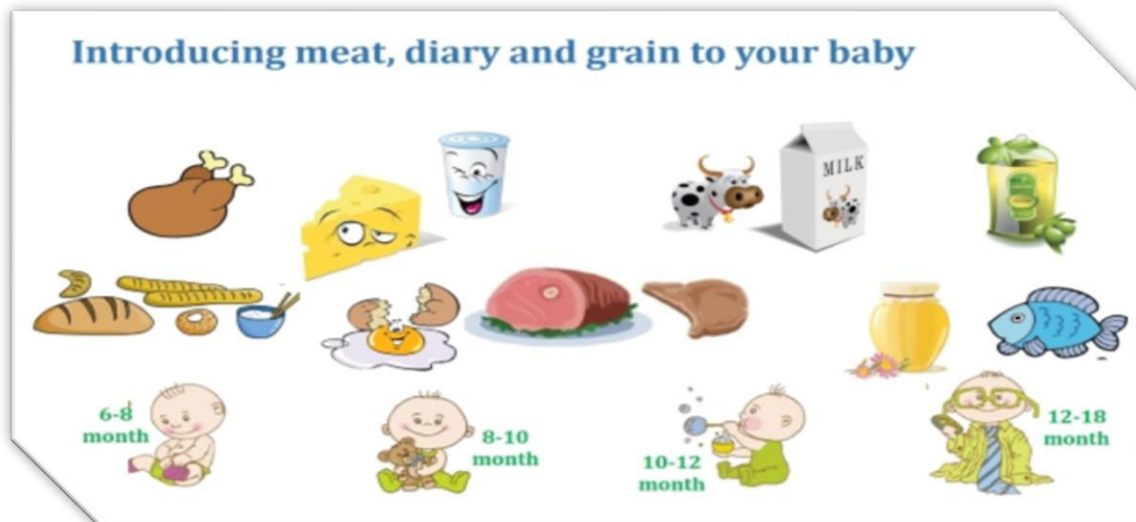 Introducing meat, diary and grain to your baby
MILK
6-8
month
8-10
month
10-12
month
12-18
month